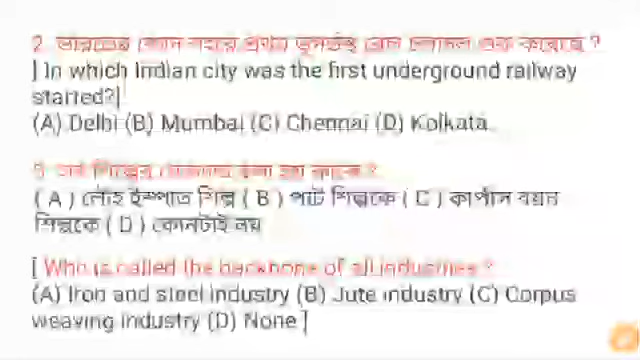 2. ভারতের কোন শহরে প্রথম ভূগর্ভস্থ রেল চলাচল শুরু করেছে ?
[ In which Indian city was the first underground railway
started?]
(A) Delhi (B) Mumbai (C) Chennai (D) Kolkata
সব শিল্পের বলা হয় কাকে ?
( A ) লৌহ ইস্পাত শিল্প ( B ) পাট শিল্পকে ( C ) কার্পাস বয়ন
শিল্পকে ( D ) কোনটাই নয়
[ Who is called the backbone of all industries ?
(A) Iron and steel industry (B) Jute industry (C) Corpus
weaving industry (D) None ]